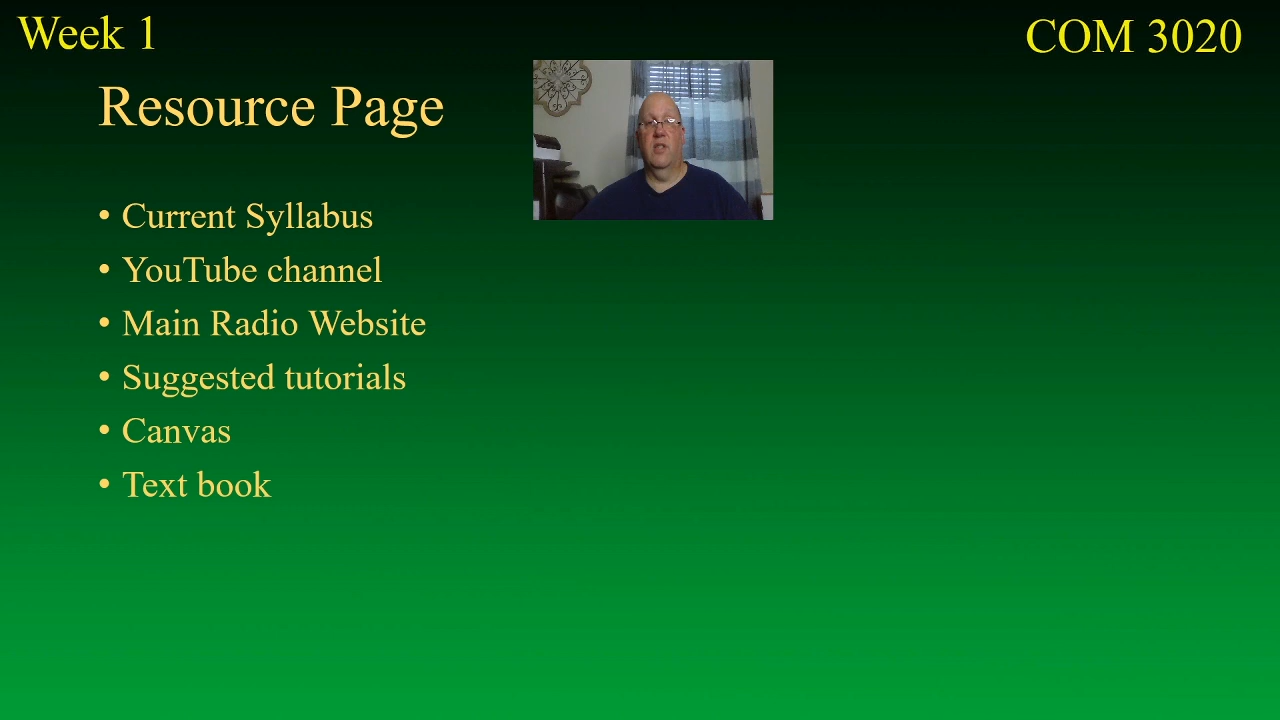 Week 1
COM 3020
Resource Page
• Current Syllabus
• YouTube channel
• Main Radio Website
• Suggested tutorials
• Canvas
• Text book